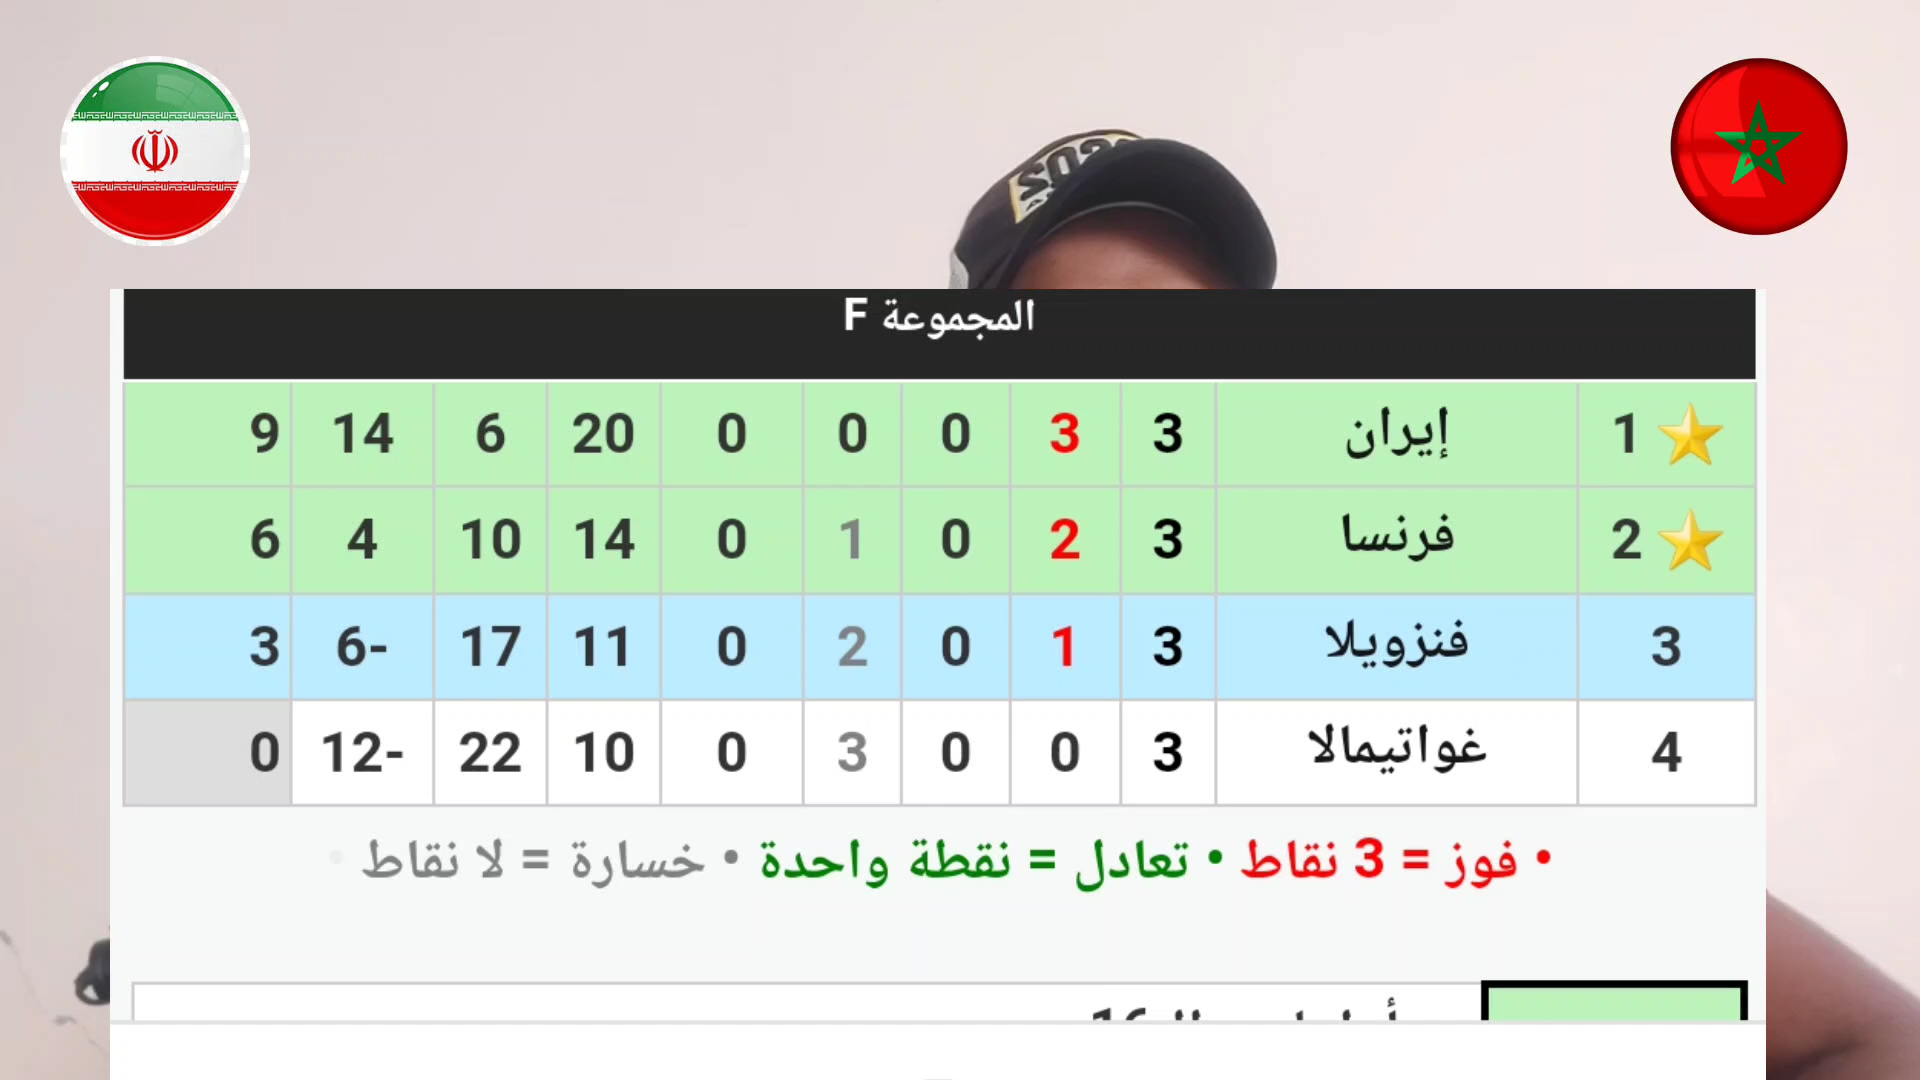 المجموعة F
1 إيران 3 3 0 0 0 20 6 14 9
2 فرنسا 3 2 0 1 0 14 10 4 6
3 فنزويلا 3 1 0 2 0 11 17 6- 3
4 غواتيمالا 3 0 0 3 0 10 22 12- 0
• فوز = 3 نقاط • تعادل = نقطة واحدة • خسارة = لا نقاط